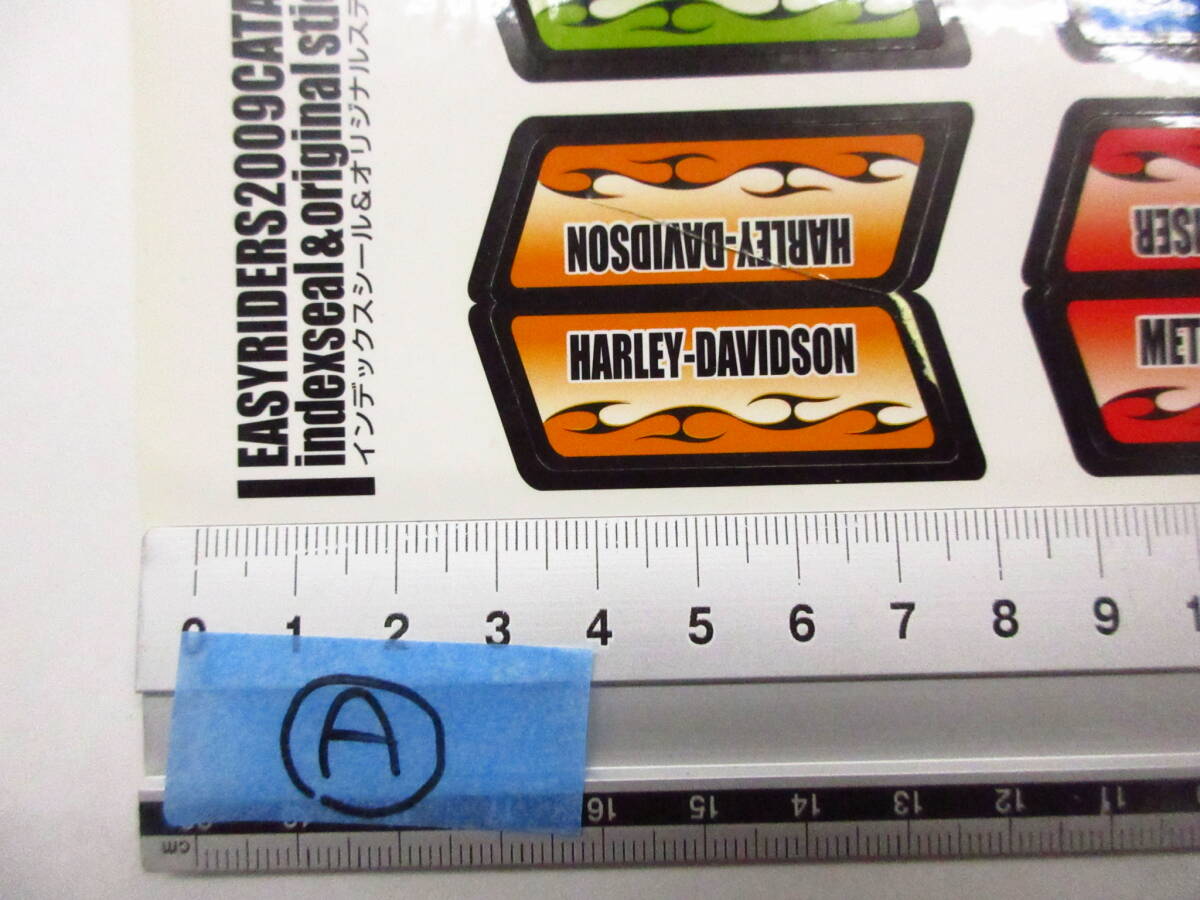 EASYRIDERS2009CATA
indexseal&original sti
インデックスシール&オリジナルステ
HARLEY-DAVIDSON
HARLEY-DAVIDSON
SER
MET
0 1 2 3 4 5 6 7 8 9 1
A
16 15 14 13 12 11
cm